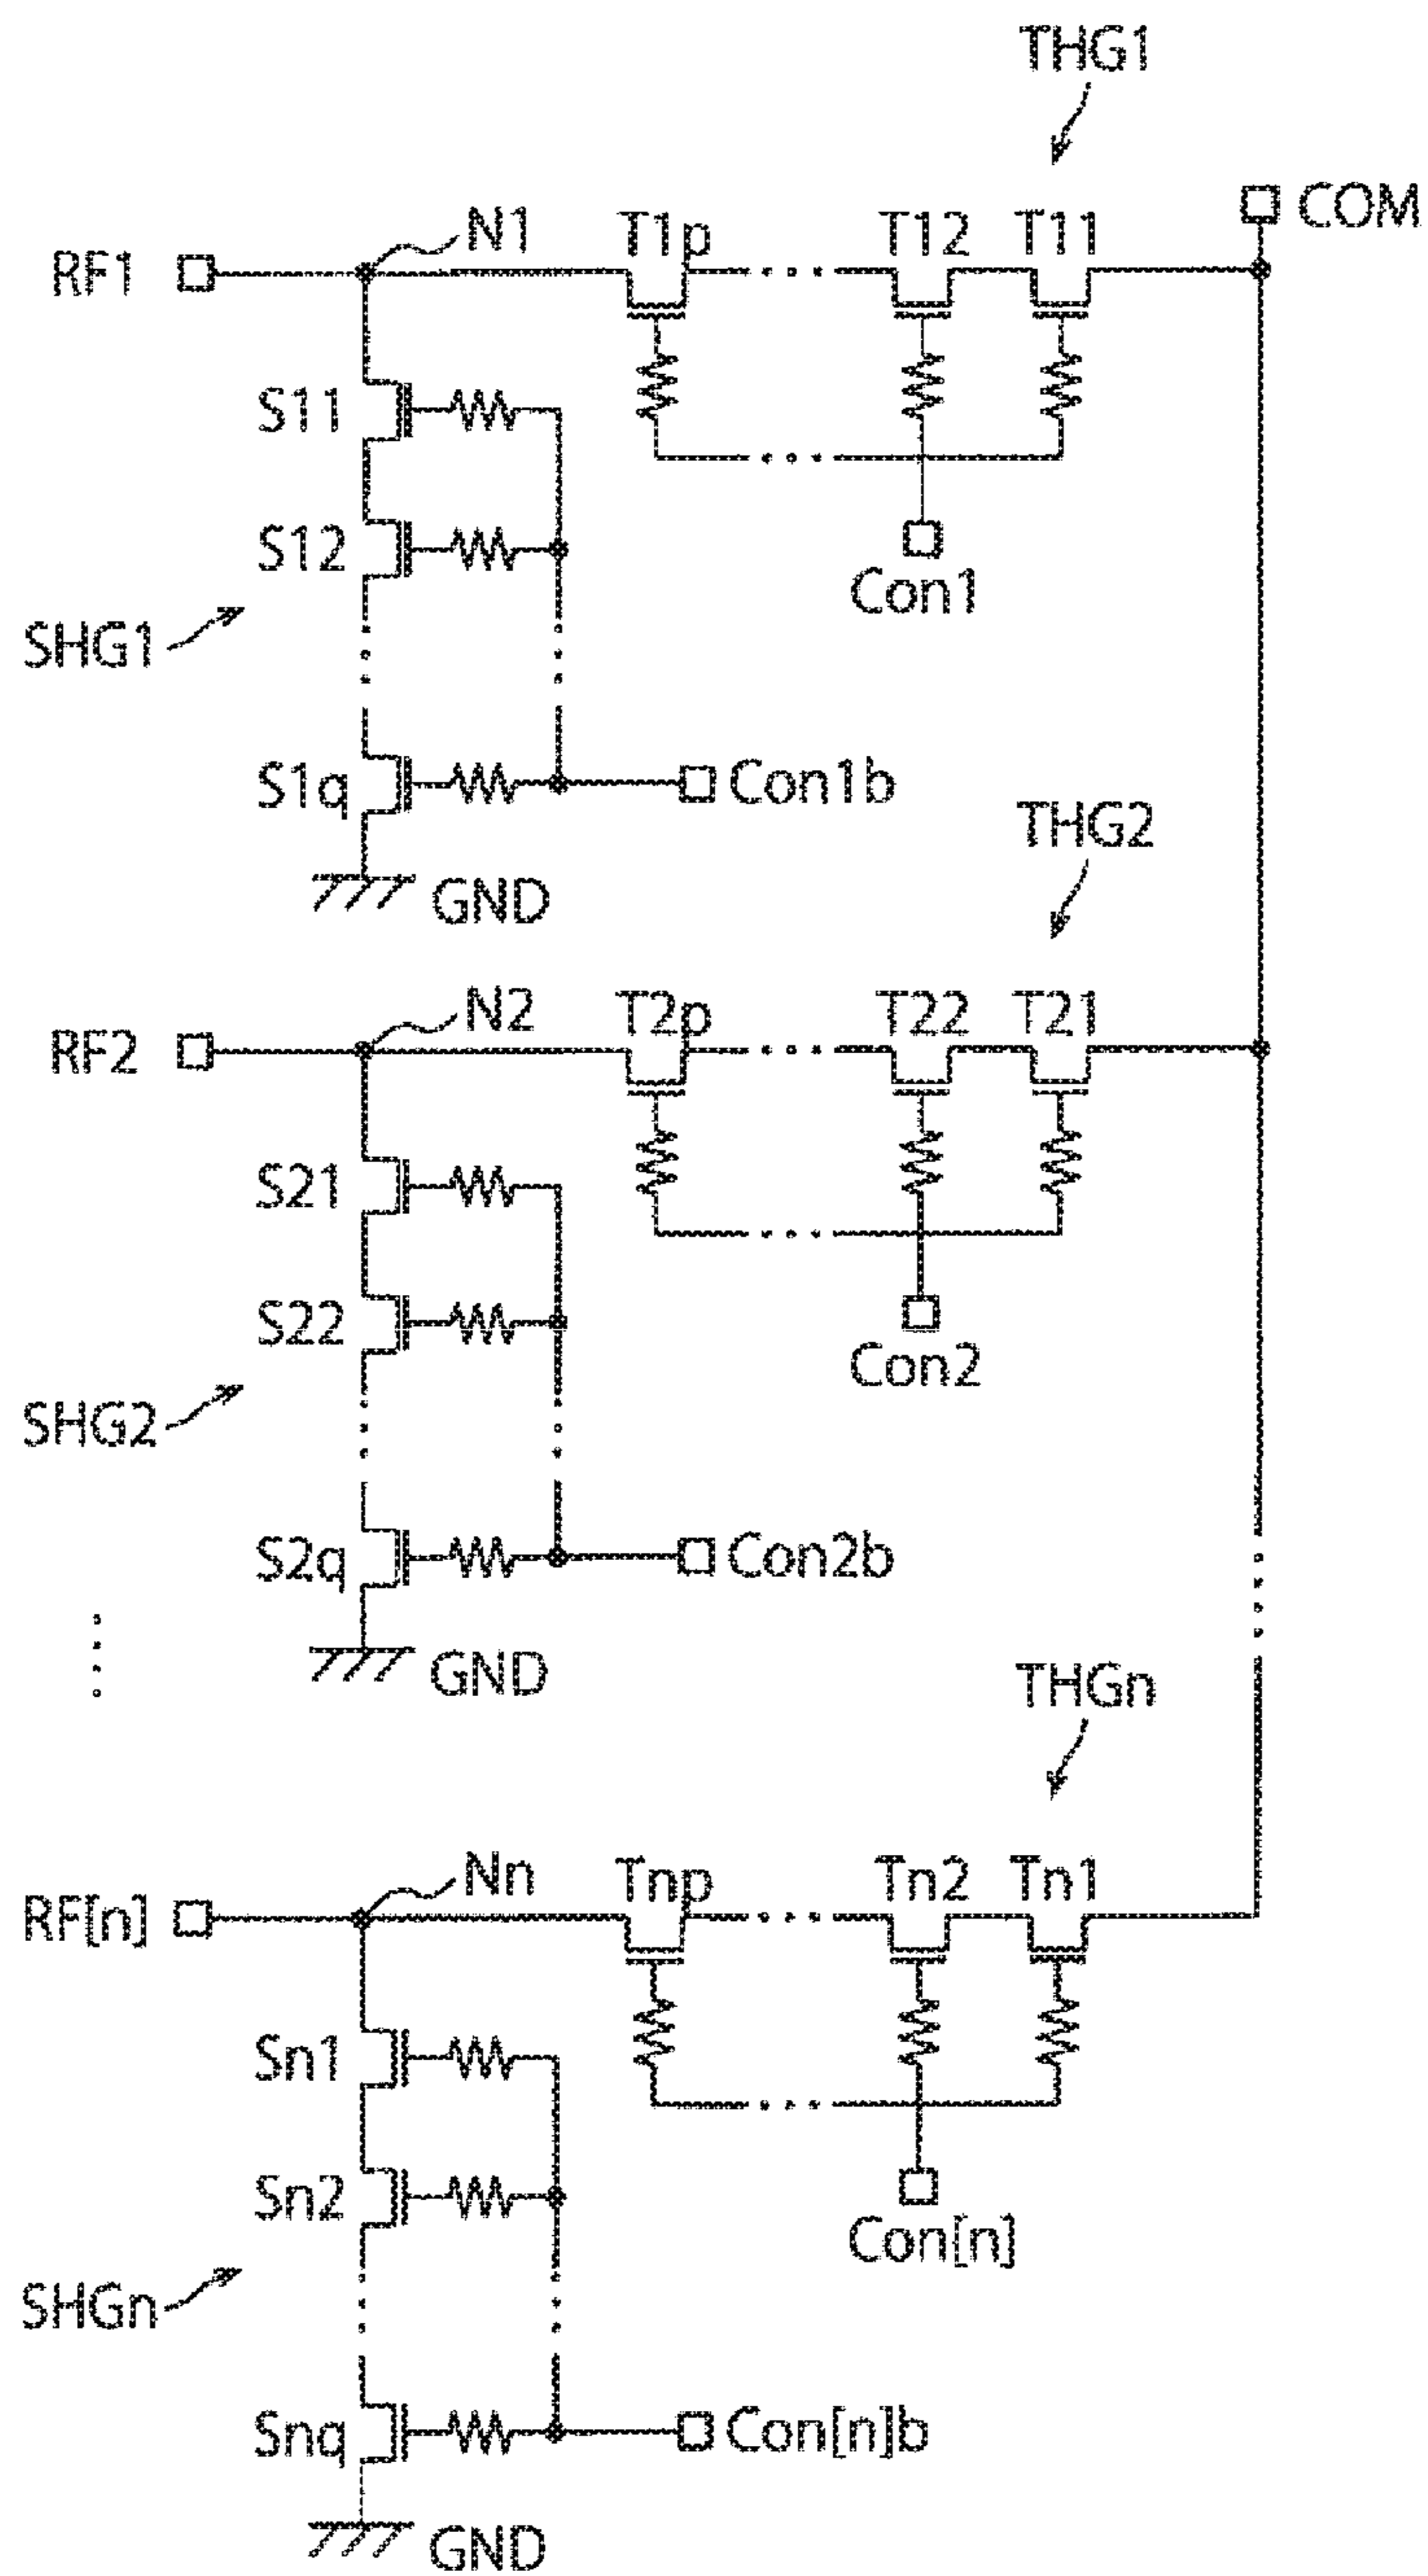 THG1
COM
N1
T1p
T12
T11
RF1
S11
S12
Con1
SHG1
S1q
Con1b
THG2
GND
N2
T2p
T22
T21
RF2
S21
S22
Con2
SHG2
S2q
Con2b
GND
THGn
Nn
Tnp
Tn2
Tn1
RF[n]
Sn1
Sn2
Con[n]
SHGn
Snq
Con[n]b
GND